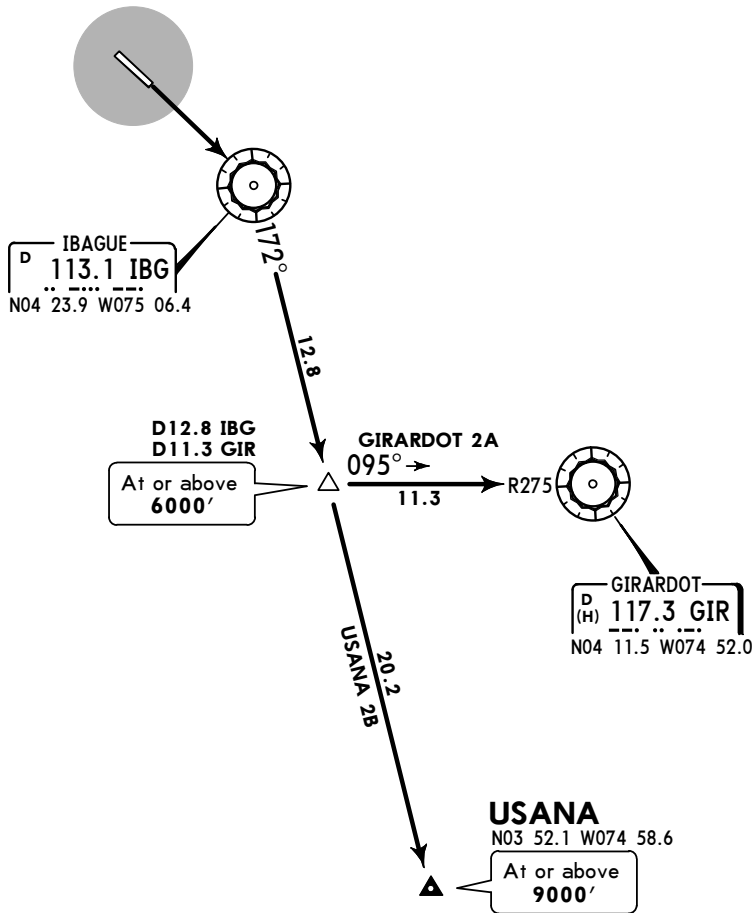 172°
IBAGUE
D 113.1 IBG
N04 23.9 W075 06.4
12.8
D12.8 IBG
D11.3 GIR
At or above
6000′
GIRARDOT 2A
095°
11.3
R275
GIRARDOT
D
(H) 117.3 GIR
N04 11.5 W074 52.0
20.2
USANA 2B
USANA
N03 52.1 W074 58.6
At or above
9000′